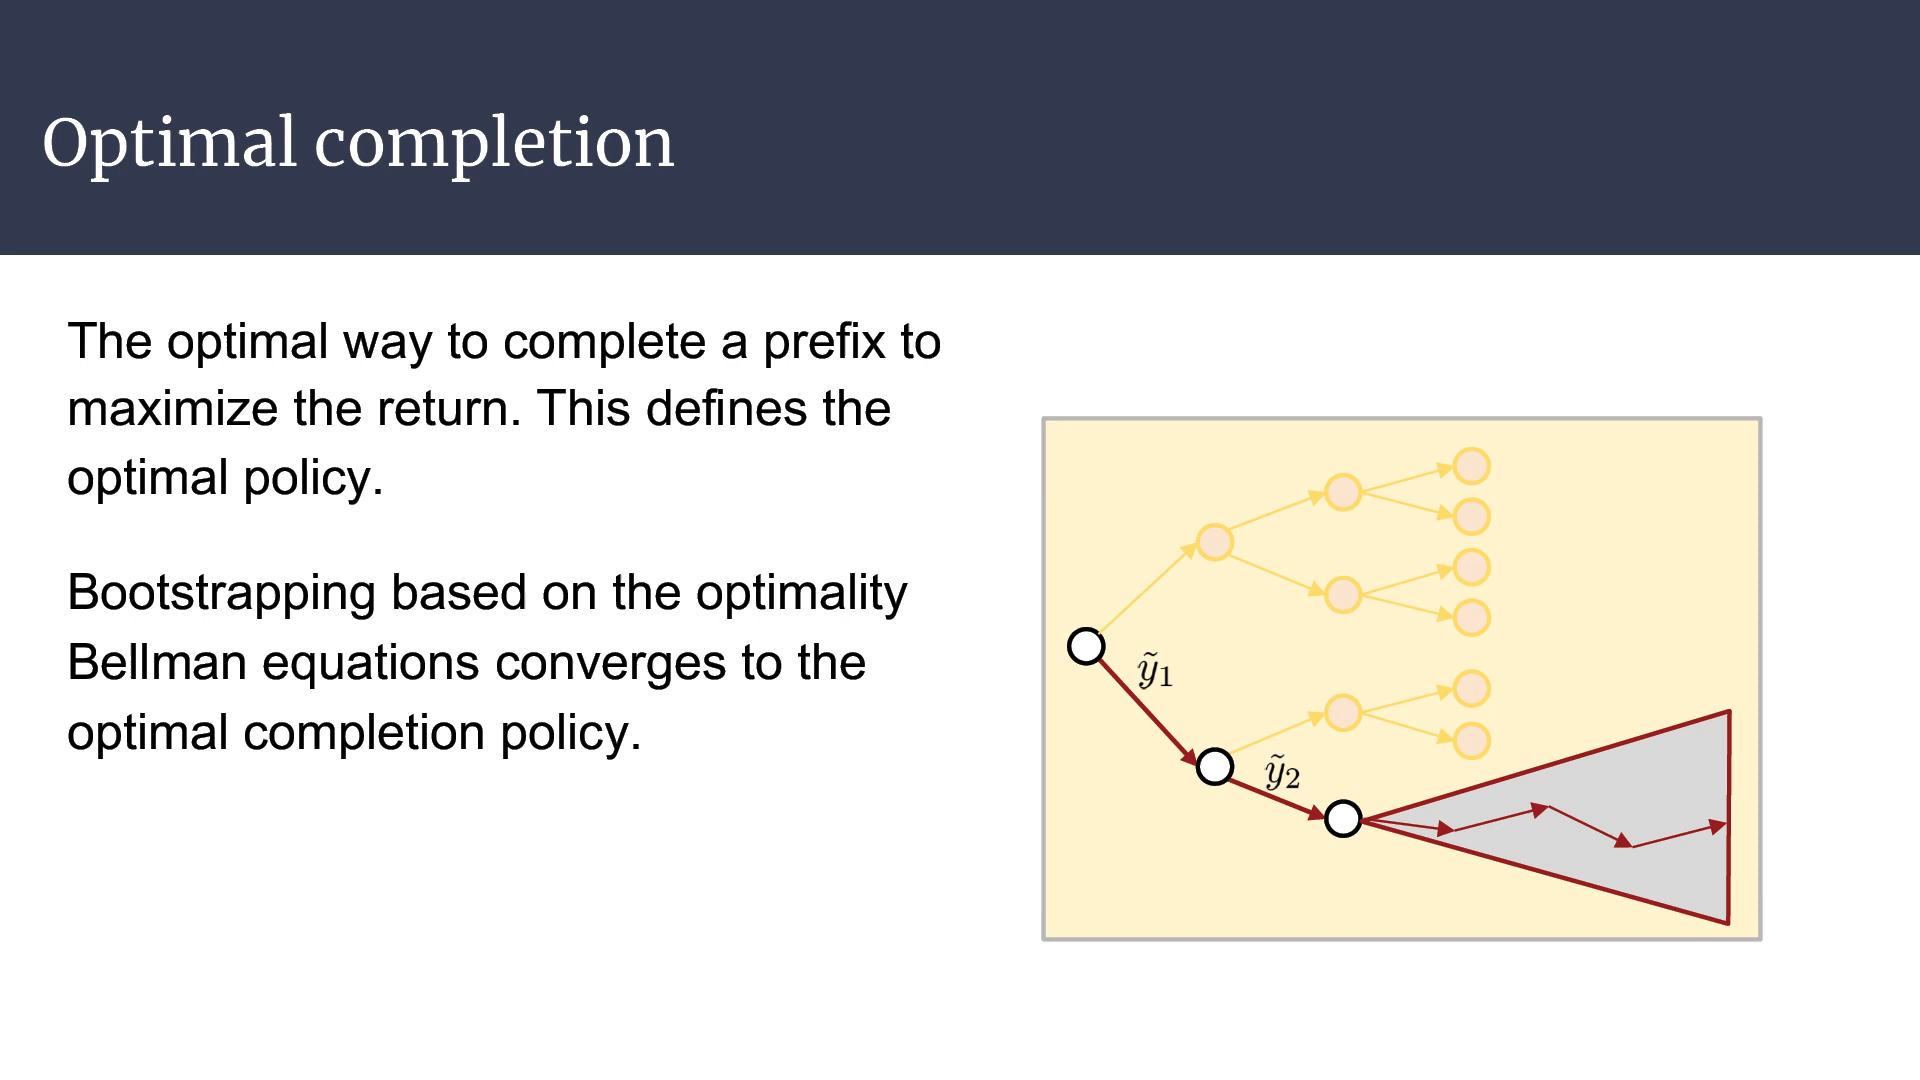 Optimal completion
The optimal way to complete a prefix to
maximize the return. This defines the
optimal policy.
Bootstrapping based on the optimality
Bellman equations converges to the
optimal completion policy.
ỹ₁
ỹ₂